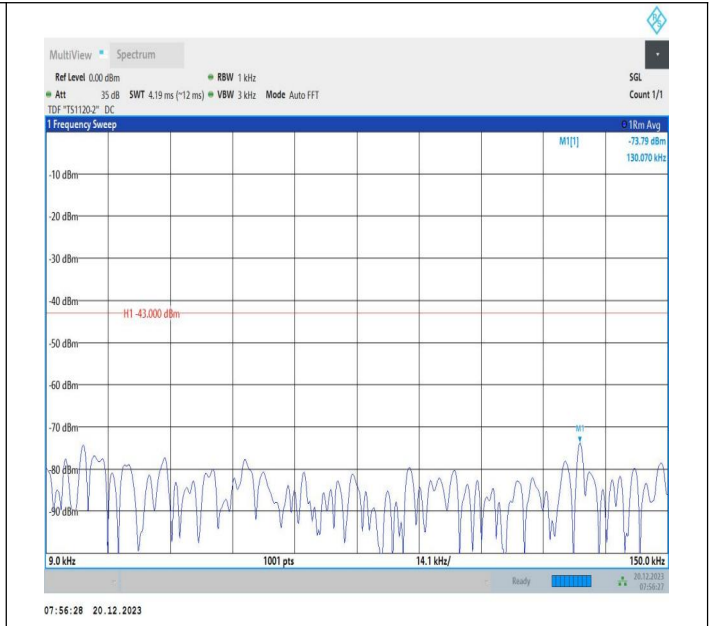 MultiView Spectrum
Ref Level 0.00 dBm RBW 1 kHz SGL
Att 35 dB SWT 4.19 ms (~12 ms) VBW 3 kHz Mode Auto FFT Count 1/1
TDF "TS1120-2" DC
1 Frequency Sweep 1Rm Avg
M1[1] -73.79 dBm
130.070 kHz
-10 dBm
-20 dBm
-30 dBm
-40 dBm
H1 -43.000 dBm
-50 dBm
-60 dBm
-70 dBm
M1
-80 dBm
-90 dBm
9.0 kHz 1001 pts 14.1 kHz/ 150.0 kHz
Ready 20.12.2023
07:56:27
07:56:28 20.12.2023